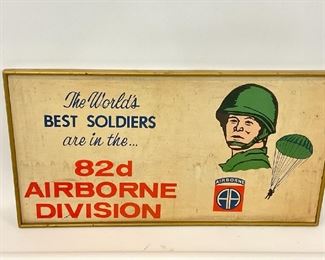 The World's
BEST SOLDIERS
are in the...
82d
AIRBORNE
DIVISION
AIRBORNE